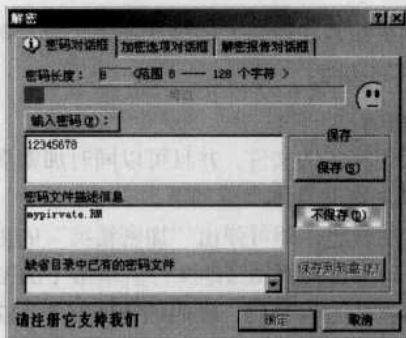 解密
密码对话框 加密选项对话框 解密报告对话框
密码长度： 8 <范围 8 ---- 128 个字符 >
输入密码(E)：
12345678
保存
保存(S)
密码文件描述信息
mypirvate.RM
不保存(D)
缺省目录中已有的密码文件
保存到软盘(F)
请注册它支持我们
确定
取消